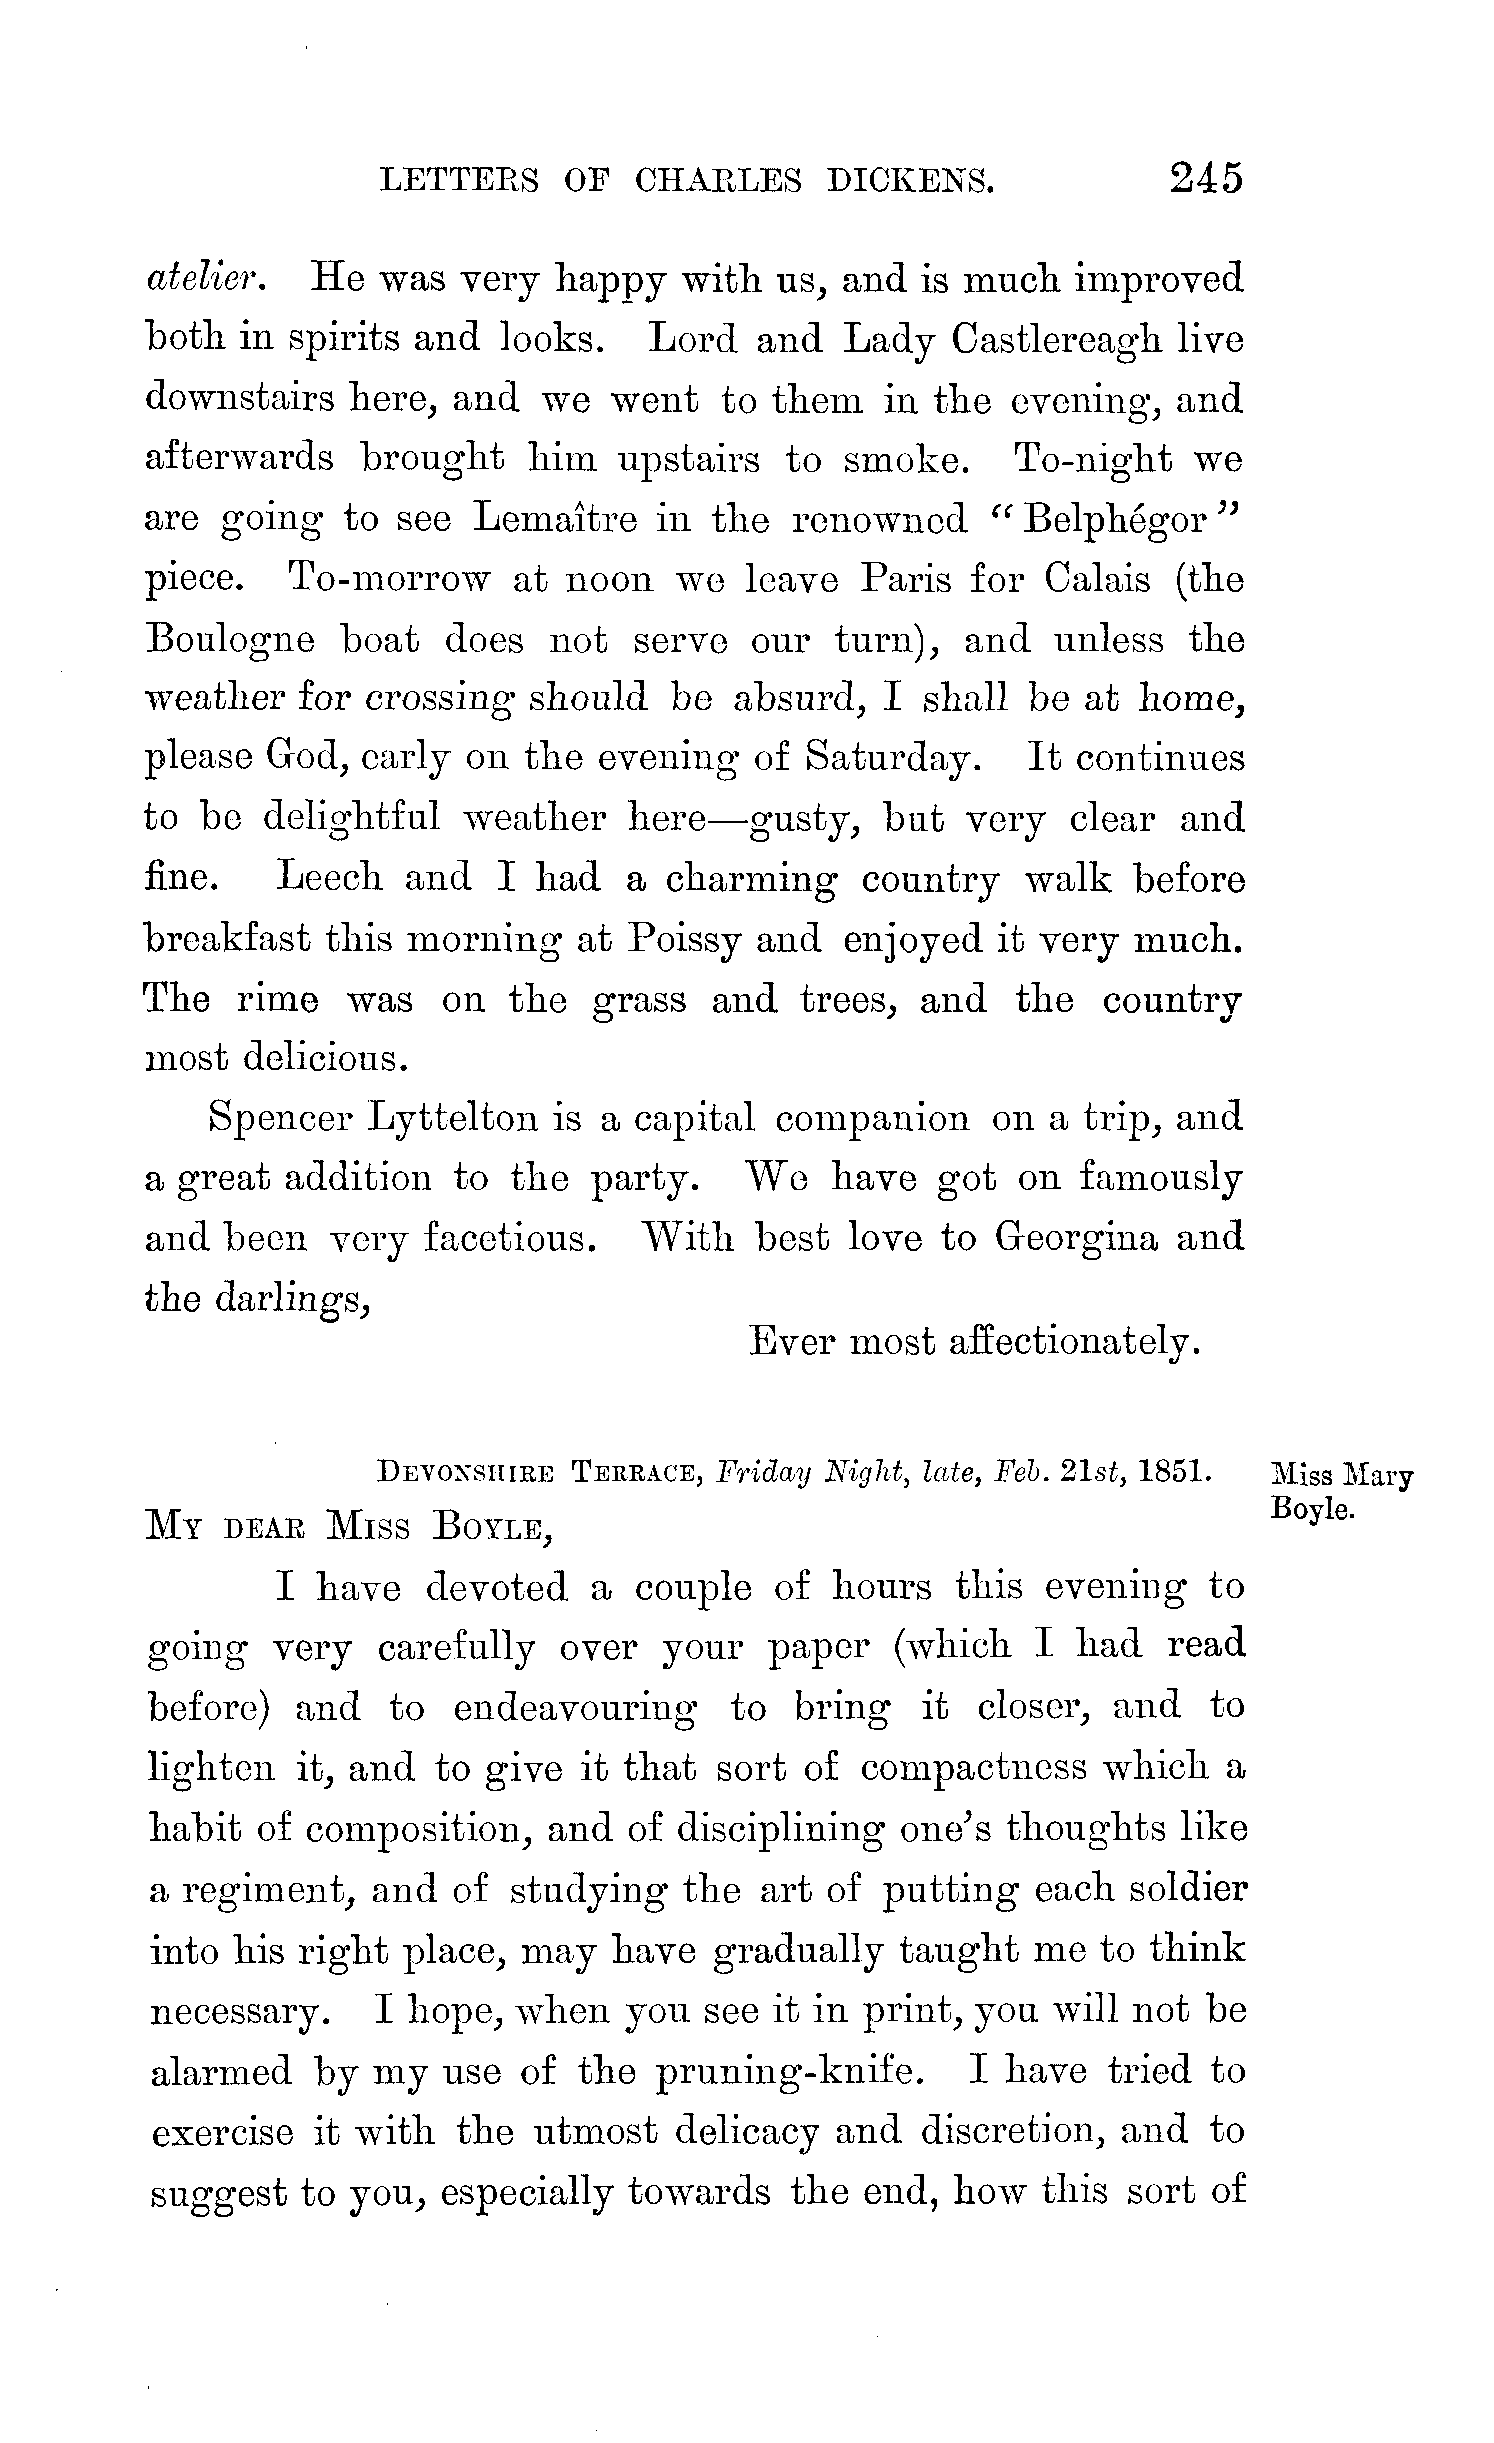 LETTERS OF CHARLES DICKENS. 245
atelier. He was very happy with us, and is much improved
both in spirits and looks. Lord and Lady Castlereagh live
downstairs here, and we went to them in the evening, and
afterwards brought him upstairs to smoke. To-night we
are going to see Lemaître in the renowned “Belphégor”
piece. To-morrow at noon we leave Paris for Calais (the
Boulogne boat does not serve our turn), and unless the
weather for crossing should be absurd, I shall be at home,
please God, early on the evening of Saturday. It continues
to be delightful weather here—gusty, but very clear and
fine. Leech and I had a charming country walk before
breakfast this morning at Poissy and enjoyed it very much.
The rime was on the grass and trees, and the country
most delicious.
Spencer Lyttelton is a capital companion on a trip, and
a great addition to the party. We have got on famously
and been very facetious. With best love to Georgina and
the darlings,
Ever most affectionately.
DEVONSHIRE TERRACE, Friday Night, late, Feb. 21st, 1851.
Miss Mary
Boyle.
MY DEAR MISS BOYLE,
I have devoted a couple of hours this evening to
going very carefully over your paper (which I had read
before) and to endeavouring to bring it closer, and to
lighten it, and to give it that sort of compactness which a
habit of composition, and of disciplining one’s thoughts like
a regiment, and of studying the art of putting each soldier
into his right place, may have gradually taught me to think
necessary. I hope, when you see it in print, you will not be
alarmed by my use of the pruning-knife. I have tried to
exercise it with the utmost delicacy and discretion, and to
suggest to you, especially towards the end, how this sort of